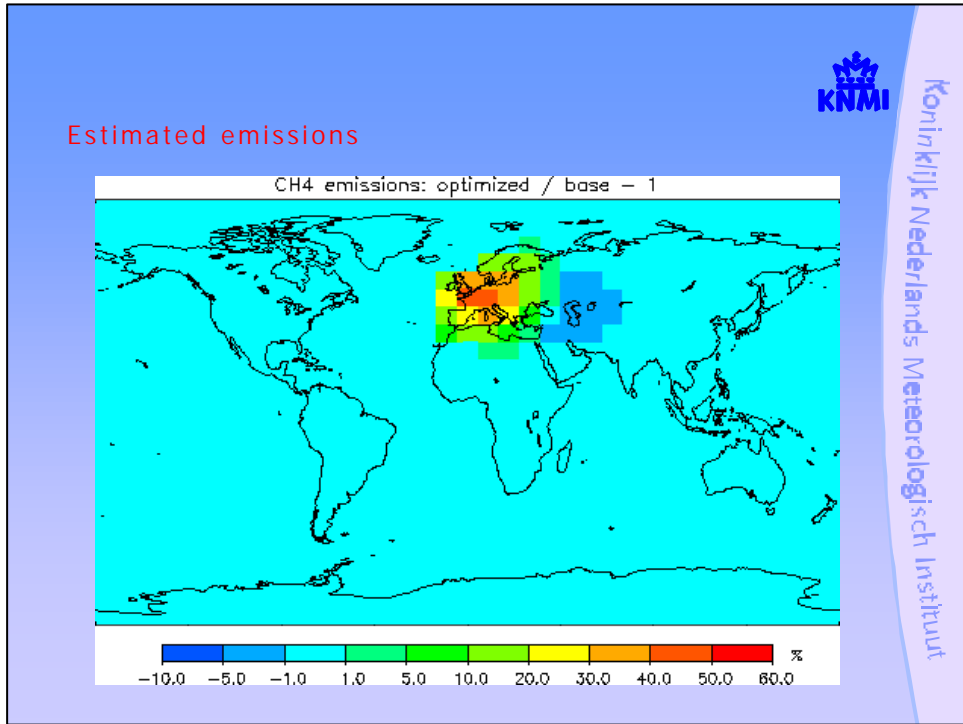 KNMI
Koninklijk Nederlands Meteorologisch Instituut
Estimated emissions
CH4 emissions: optimized / base − 1
%
−10.0 −5.0 −1.0 1.0 5.0 10.0 20.0 30.0 40.0 50.0 60.0